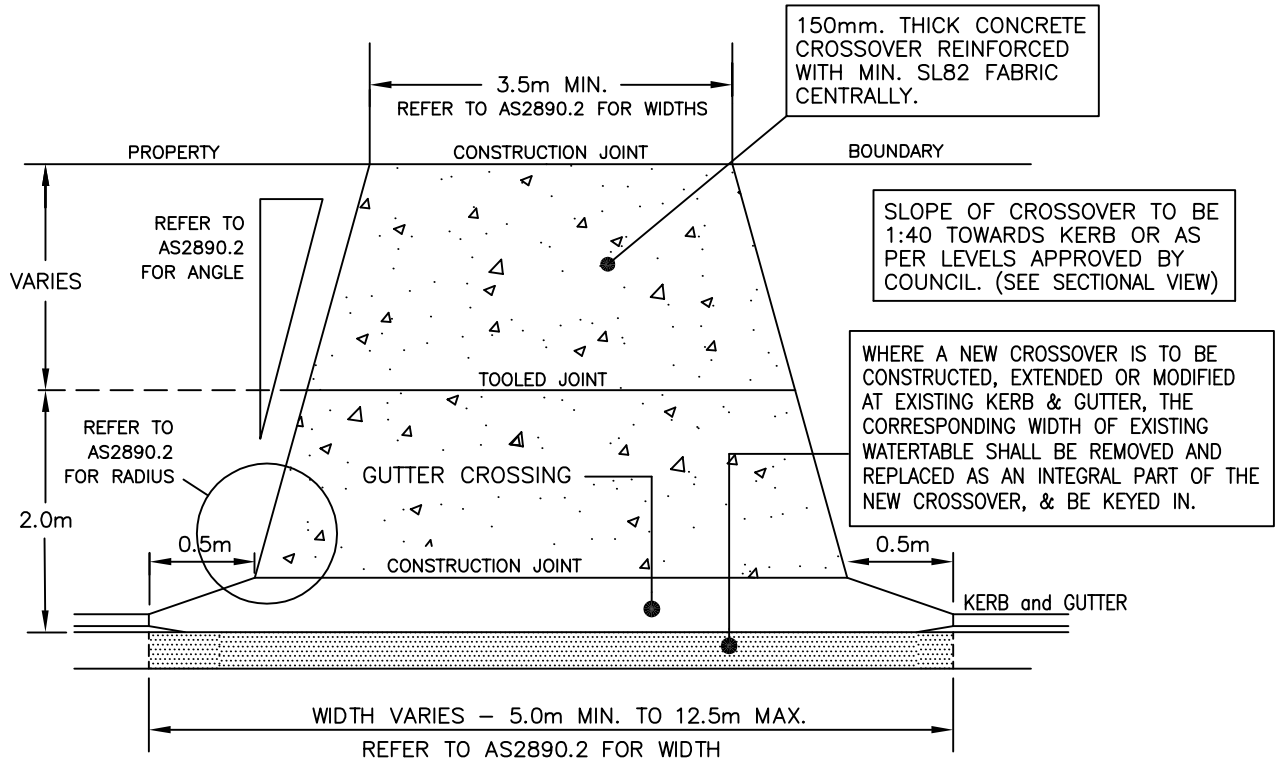 150mm. THICK CONCRETE
CROSSOVER REINFORCED
WITH MIN. SL82 FABRIC
CENTRALLY.
3.5m MIN.
REFER TO AS2890.2 FOR WIDTHS
PROPERTY
CONSTRUCTION JOINT
BOUNDARY
REFER TO
AS2890.2
FOR ANGLE
VARIES
SLOPE OF CROSSOVER TO BE
1:40 TOWARDS KERB OR AS
PER LEVELS APPROVED BY
COUNCIL. (SEE SECTIONAL VIEW)
WHERE A NEW CROSSOVER IS TO BE
CONSTRUCTED, EXTENDED OR MODIFIED
AT EXISTING KERB & GUTTER, THE
CORRESPONDING WIDTH OF EXISTING
WATERTABLE SHALL BE REMOVED AND
REPLACED AS AN INTEGRAL PART OF THE
NEW CROSSOVER, & BE KEYED IN.
TOOLED JOINT
REFER TO
AS2890.2
FOR RADIUS
GUTTER CROSSING
2.0m
0.5m
0.5m
CONSTRUCTION JOINT
KERB and GUTTER
WIDTH VARIES – 5.0m MIN. TO 12.5m MAX.
REFER TO AS2890.2 FOR WIDTH